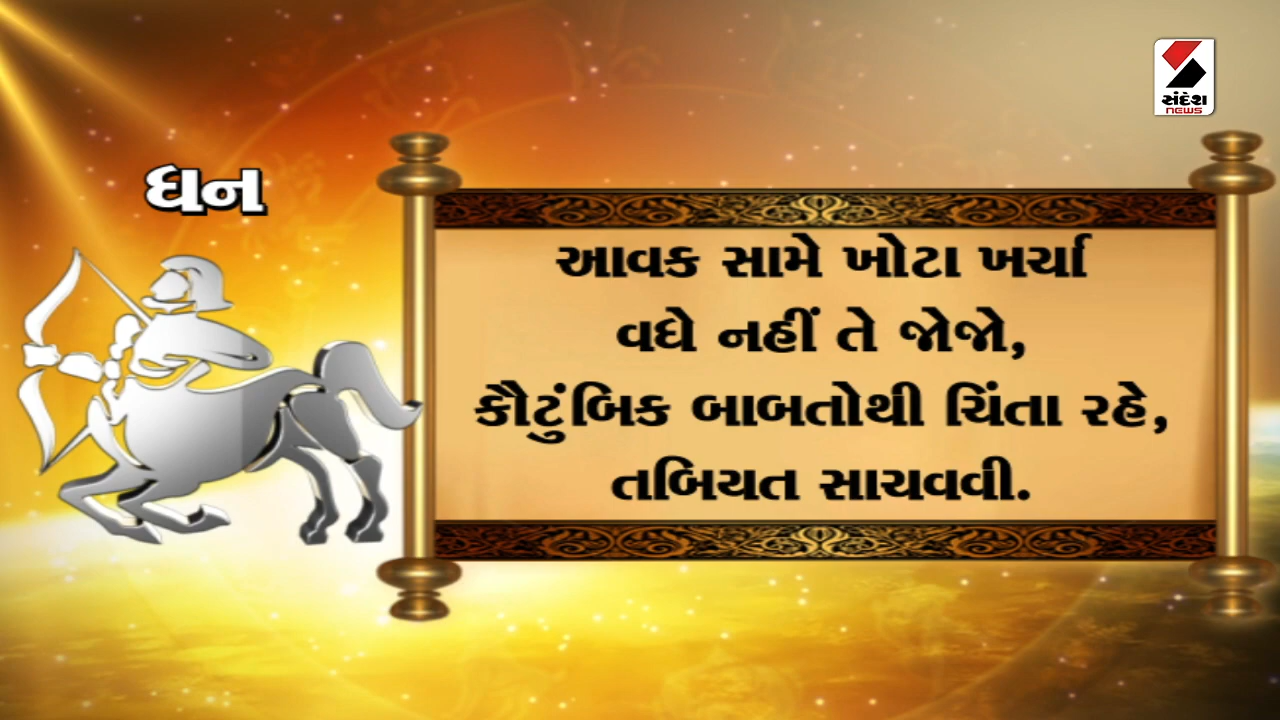 સંદેશ
NEWS
ધન
આવક સામે ખોટા ખર્ચા
વધે નહીં તે જોજો,
કૌટુંબિક બાબતોથી ચિંતા રહે,
તબિયત સાચવવી.